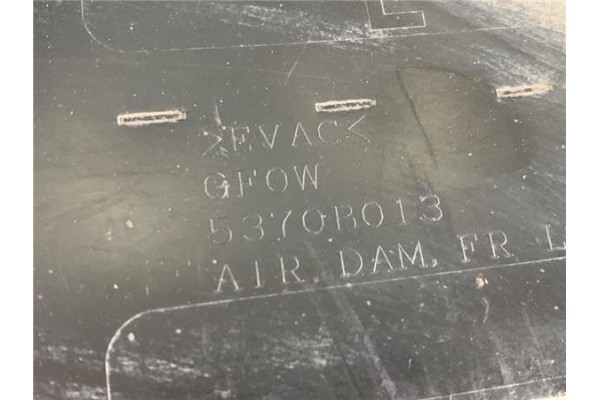 L
>EVAC<
GFOW
5370B013
AIR DAM, FR L